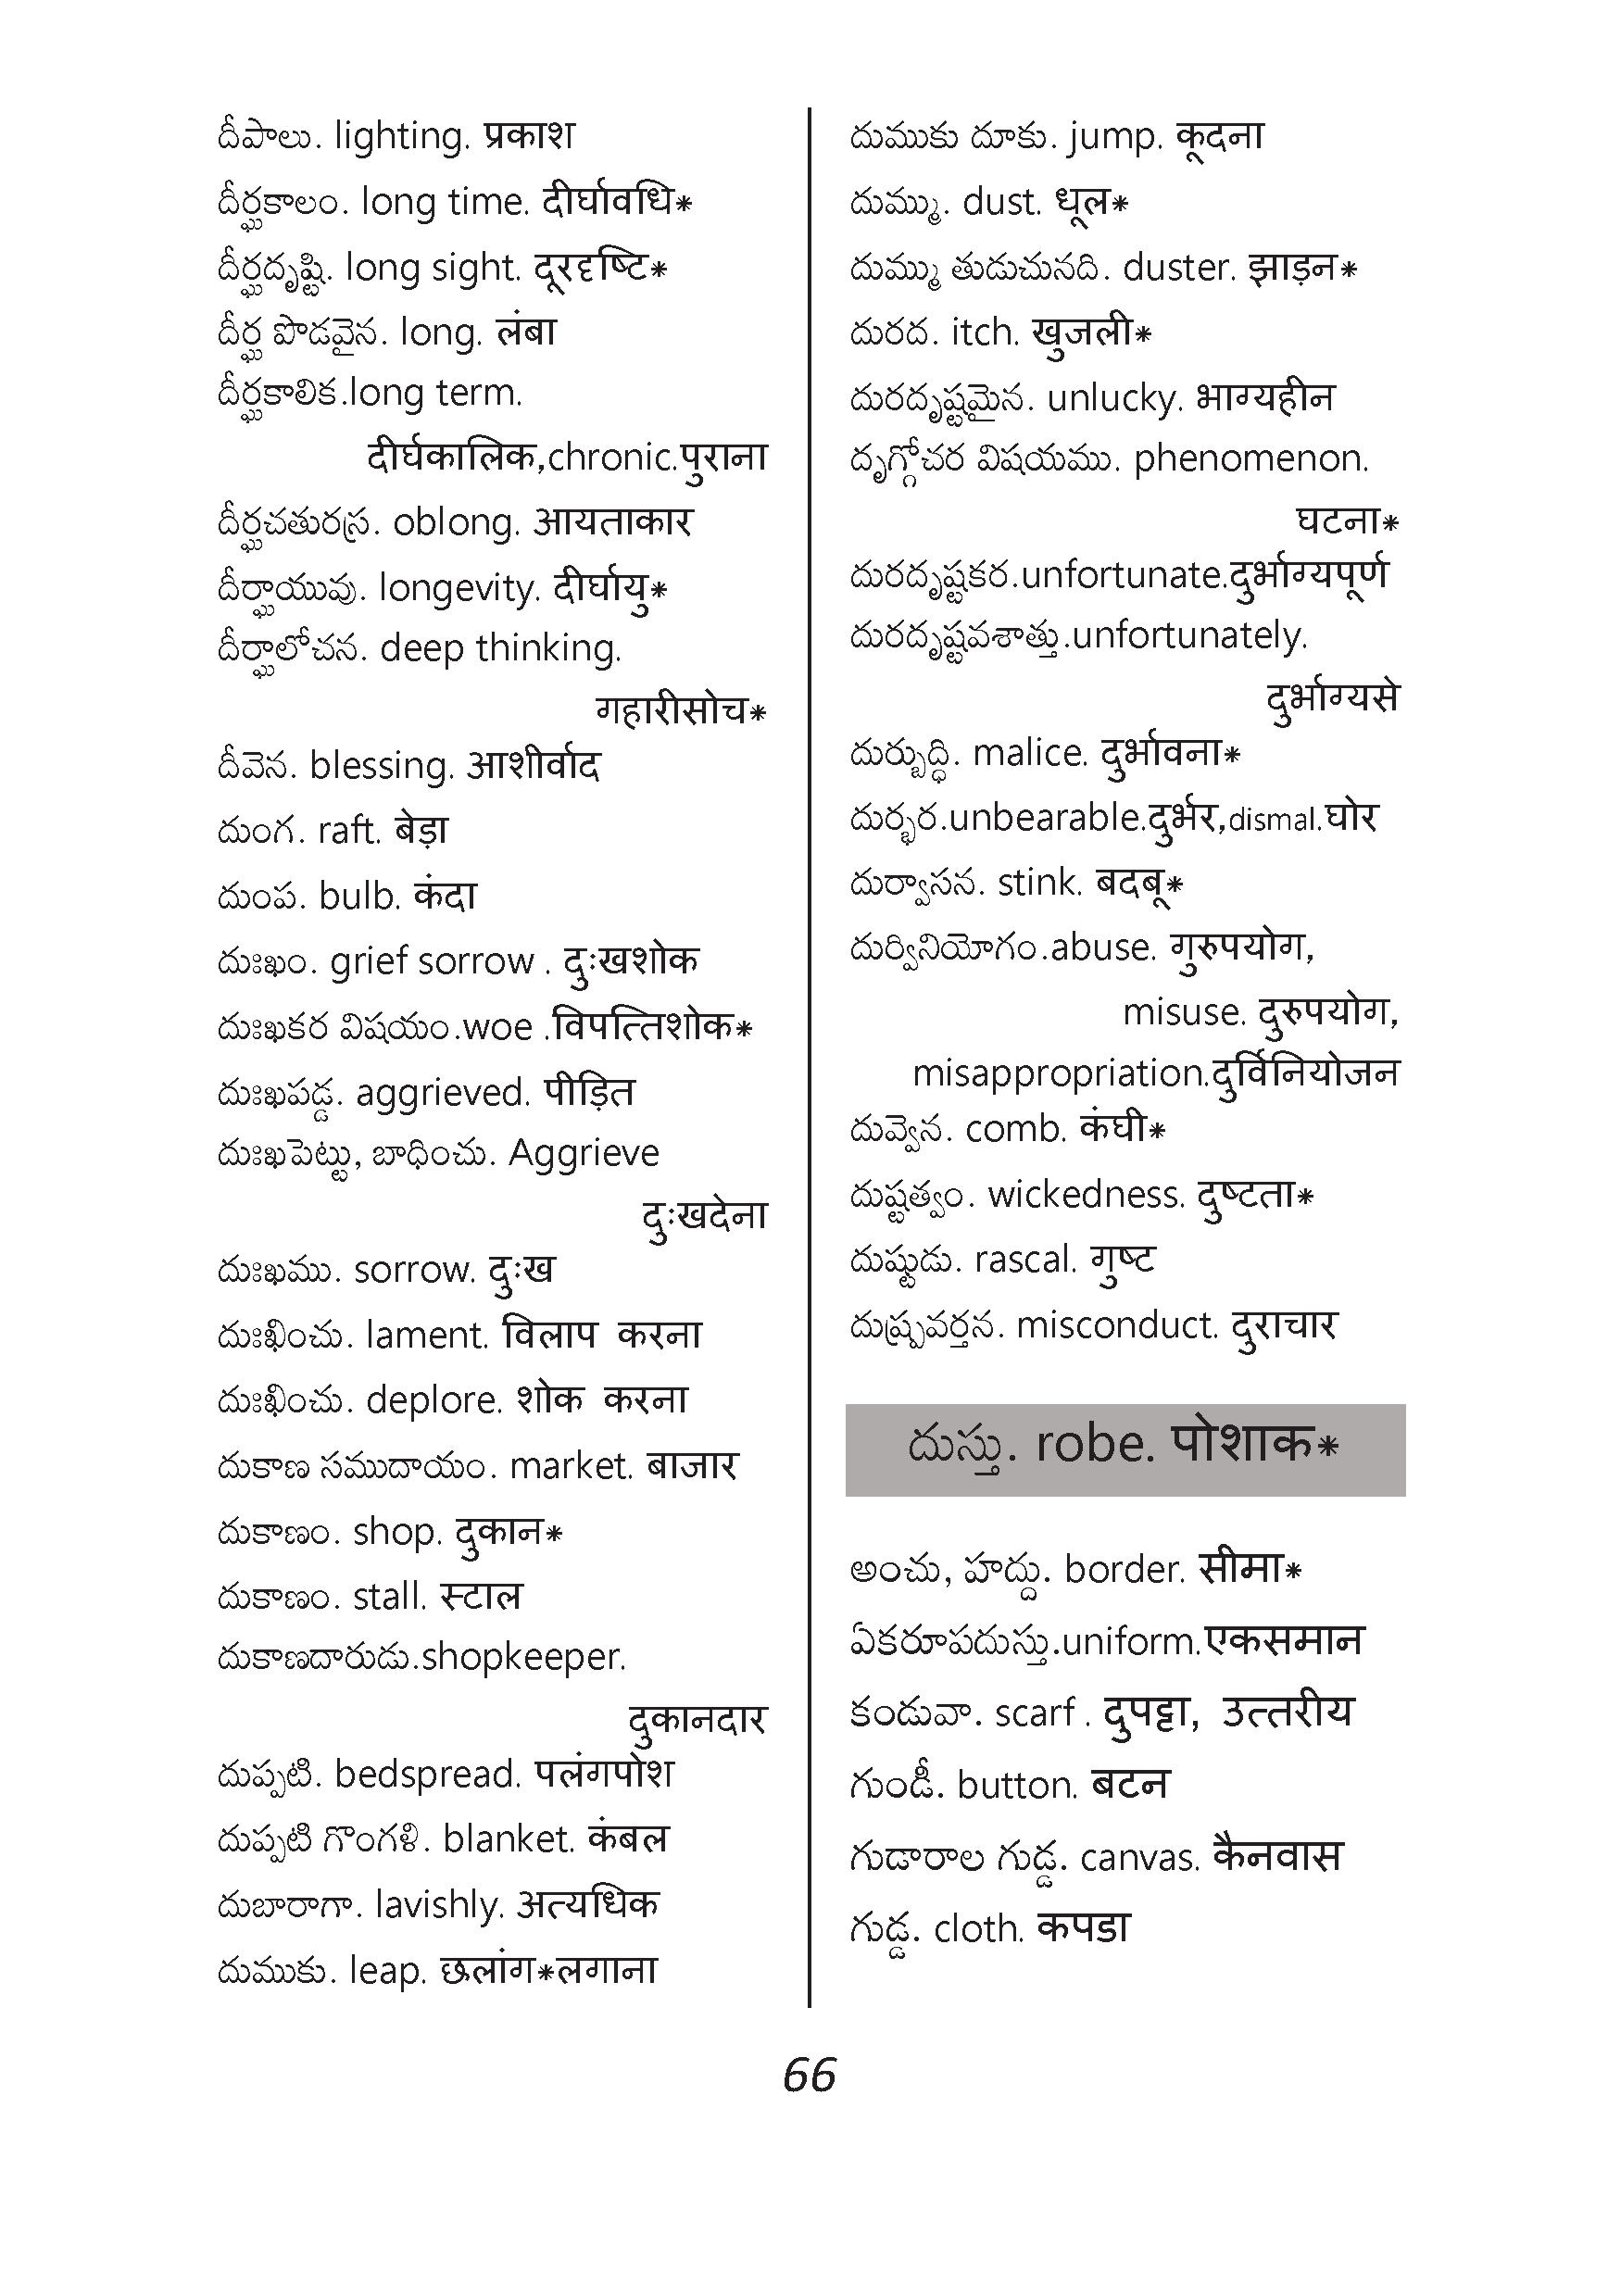 దీపాలు. lighting. प्रकाश
దీర్ఘకాలం. long time. दीर्घावधि*
దీర్ఘదృష్టి. long sight. दूरदृष्टि*
దీర్ఘ పొడవైన. long. लंबा
దీర్ఘకాలిక.long term.
दीर्घकालिक,chronic.पुराना
దీర్ఘచతురస్ర. oblong. आयताकार
దీర్ఘాయువు. longevity. दीर्घायु*
దీర్ఘాలోచన. deep thinking.
गहारीसोच*
దీవెన. blessing. आशीर्वाद
దుంగ. raft. बेड़ा
దుంప. bulb. कंदा
దుఃఖం. grief sorrow . दुःखशोक
దుఃఖకర విషయం.woe .विपत्तिशोक*
దుఃఖపడ్డ. aggrieved. पीड़ित
దుఃఖపెట్టు, బాధించు. Aggrieve
दुःखदेना
దుఃఖము. sorrow. दुःख
దుఃఖించు. lament. विलाप करना
దుఃఖించు. deplore. शोक करना
దుకాణ సముదాయం. market. बाजार
దుకాణం. shop. दुकान*
దుకాణం. stall. स्टाल
దుకాణదారుడు.shopkeeper.
दुकानदार
దుప్పటి. bedspread. पलंगपोश
దుప్పటి గొంగళి. blanket. कंबल
దుబారాగా. lavishly. अत्यधिक
దుముకు. leap. छलांग*लगाना
దుముకు దూకు. jump. कूदना
దుమ్ము. dust. धूल*
దుమ్ము తుడుచునది. duster. झाड़न*
దురద. itch. खुजली*
దురదృష్టమైన. unlucky. भाग्यहीन
దృగ్గోచర విషయము. phenomenon.
घटना*
దురదృష్టకర.unfortunate.दुर्भाग्यपूर्ण
దురదృష్టవశాత్తు.unfortunately.
दुर्भाग्यसे
దుర్బుద్ధి. malice. दुर्भावना*
దుర్భర.unbearable.दुर्भर,dismal.घोर
దుర్వాసన. stink. बदबू*
దుర్వినియోగం.abuse. गुरुपयोग,
misuse. दुरुपयोग,
misappropriation.दुर्विनियोजन
దువ్వెన. comb. कंघी*
దుష్టత్వం. wickedness. दुष्टता*
దుష్టుడు. rascal. गुष्ट
దుష్ప్రవర్తన. misconduct. दुराचार
దుస్తు. robe. पोशाक*
అంచు, హద్దు. border. सीमा*
ఏకరూపదుస్తు.uniform.एकसमान
కండువా. scarf . दुपट्टा, उत्तरीय
గుండీ. button. बटन
గుడారాల గుడ్డ. canvas. कैनवास
గుడ్డ. cloth. कपडा
66